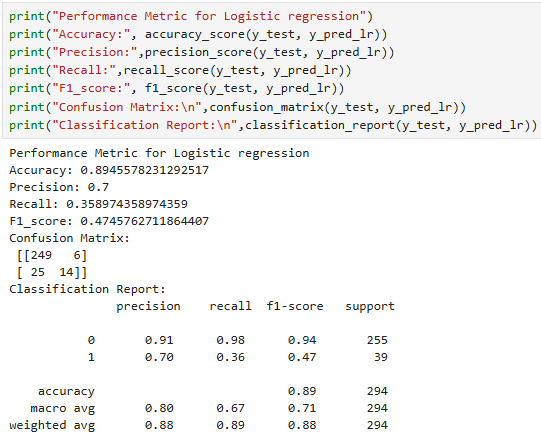 print("Performance Metric for Logistic regression")
print("Accuracy:", accuracy_score(y_test, y_pred_lr))
print("Precision:",precision_score(y_test, y_pred_lr))
print("Recall:",recall_score(y_test, y_pred_lr))
print("F1_score:", f1_score(y_test, y_pred_lr))
print("Confusion Matrix:\n",confusion_matrix(y_test, y_pred_lr))
print("Classification Report:\n",classification_report(y_test, y_pred_lr))
Performance Metric for Logistic regression
Accuracy: 0.8945578231292517
Precision: 0.7
Recall: 0.358974358974359
F1_score: 0.4745762711864407
Confusion Matrix:
 [[249   6]
 [ 25  14]]
Classification Report:
               precision    recall  f1-score   support
           0       0.91      0.98      0.94       255
           1       0.70      0.36      0.47        39
    accuracy                           0.89       294
   macro avg       0.80      0.67      0.71       294
weighted avg       0.88      0.89      0.88       294